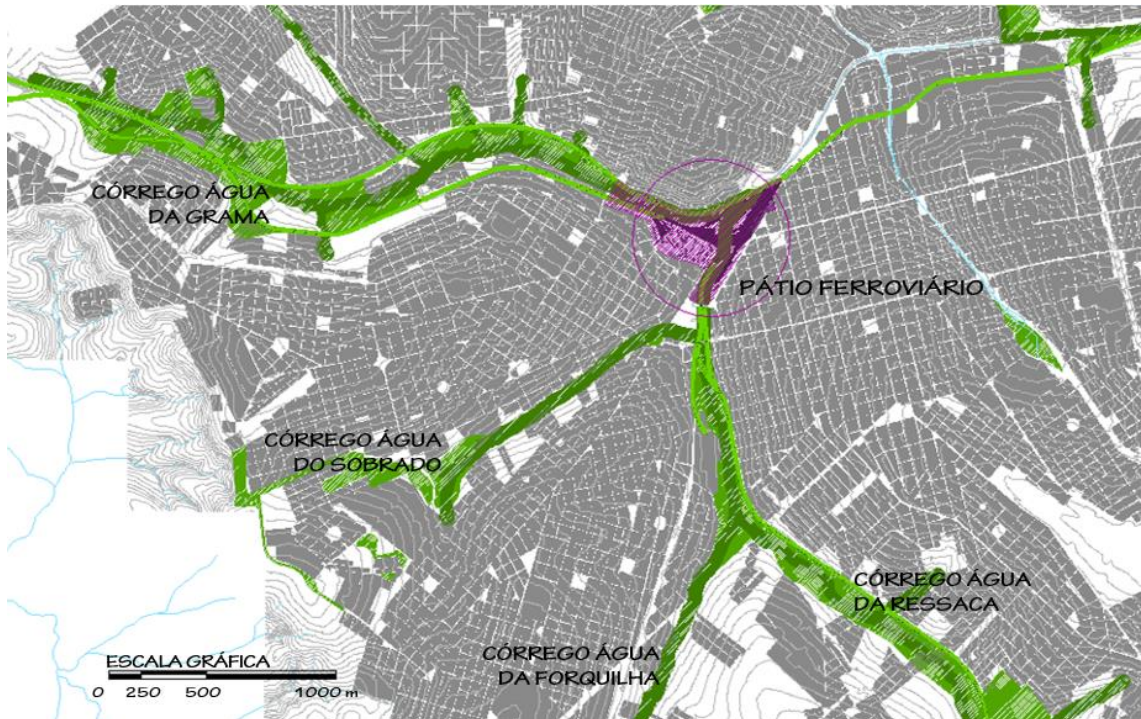 CÓRREGO ÁGUA
DA GRAMA
PÁTIO FERROVIÁRIO
CÓRREGO ÁGUA
DO SOBRADO
CÓRREGO ÁGUA
DA RESSACA
CÓRREGO ÁGUA
DA FORQUILHA
ESCALA GRÁFICA
0 250 500 1000 m